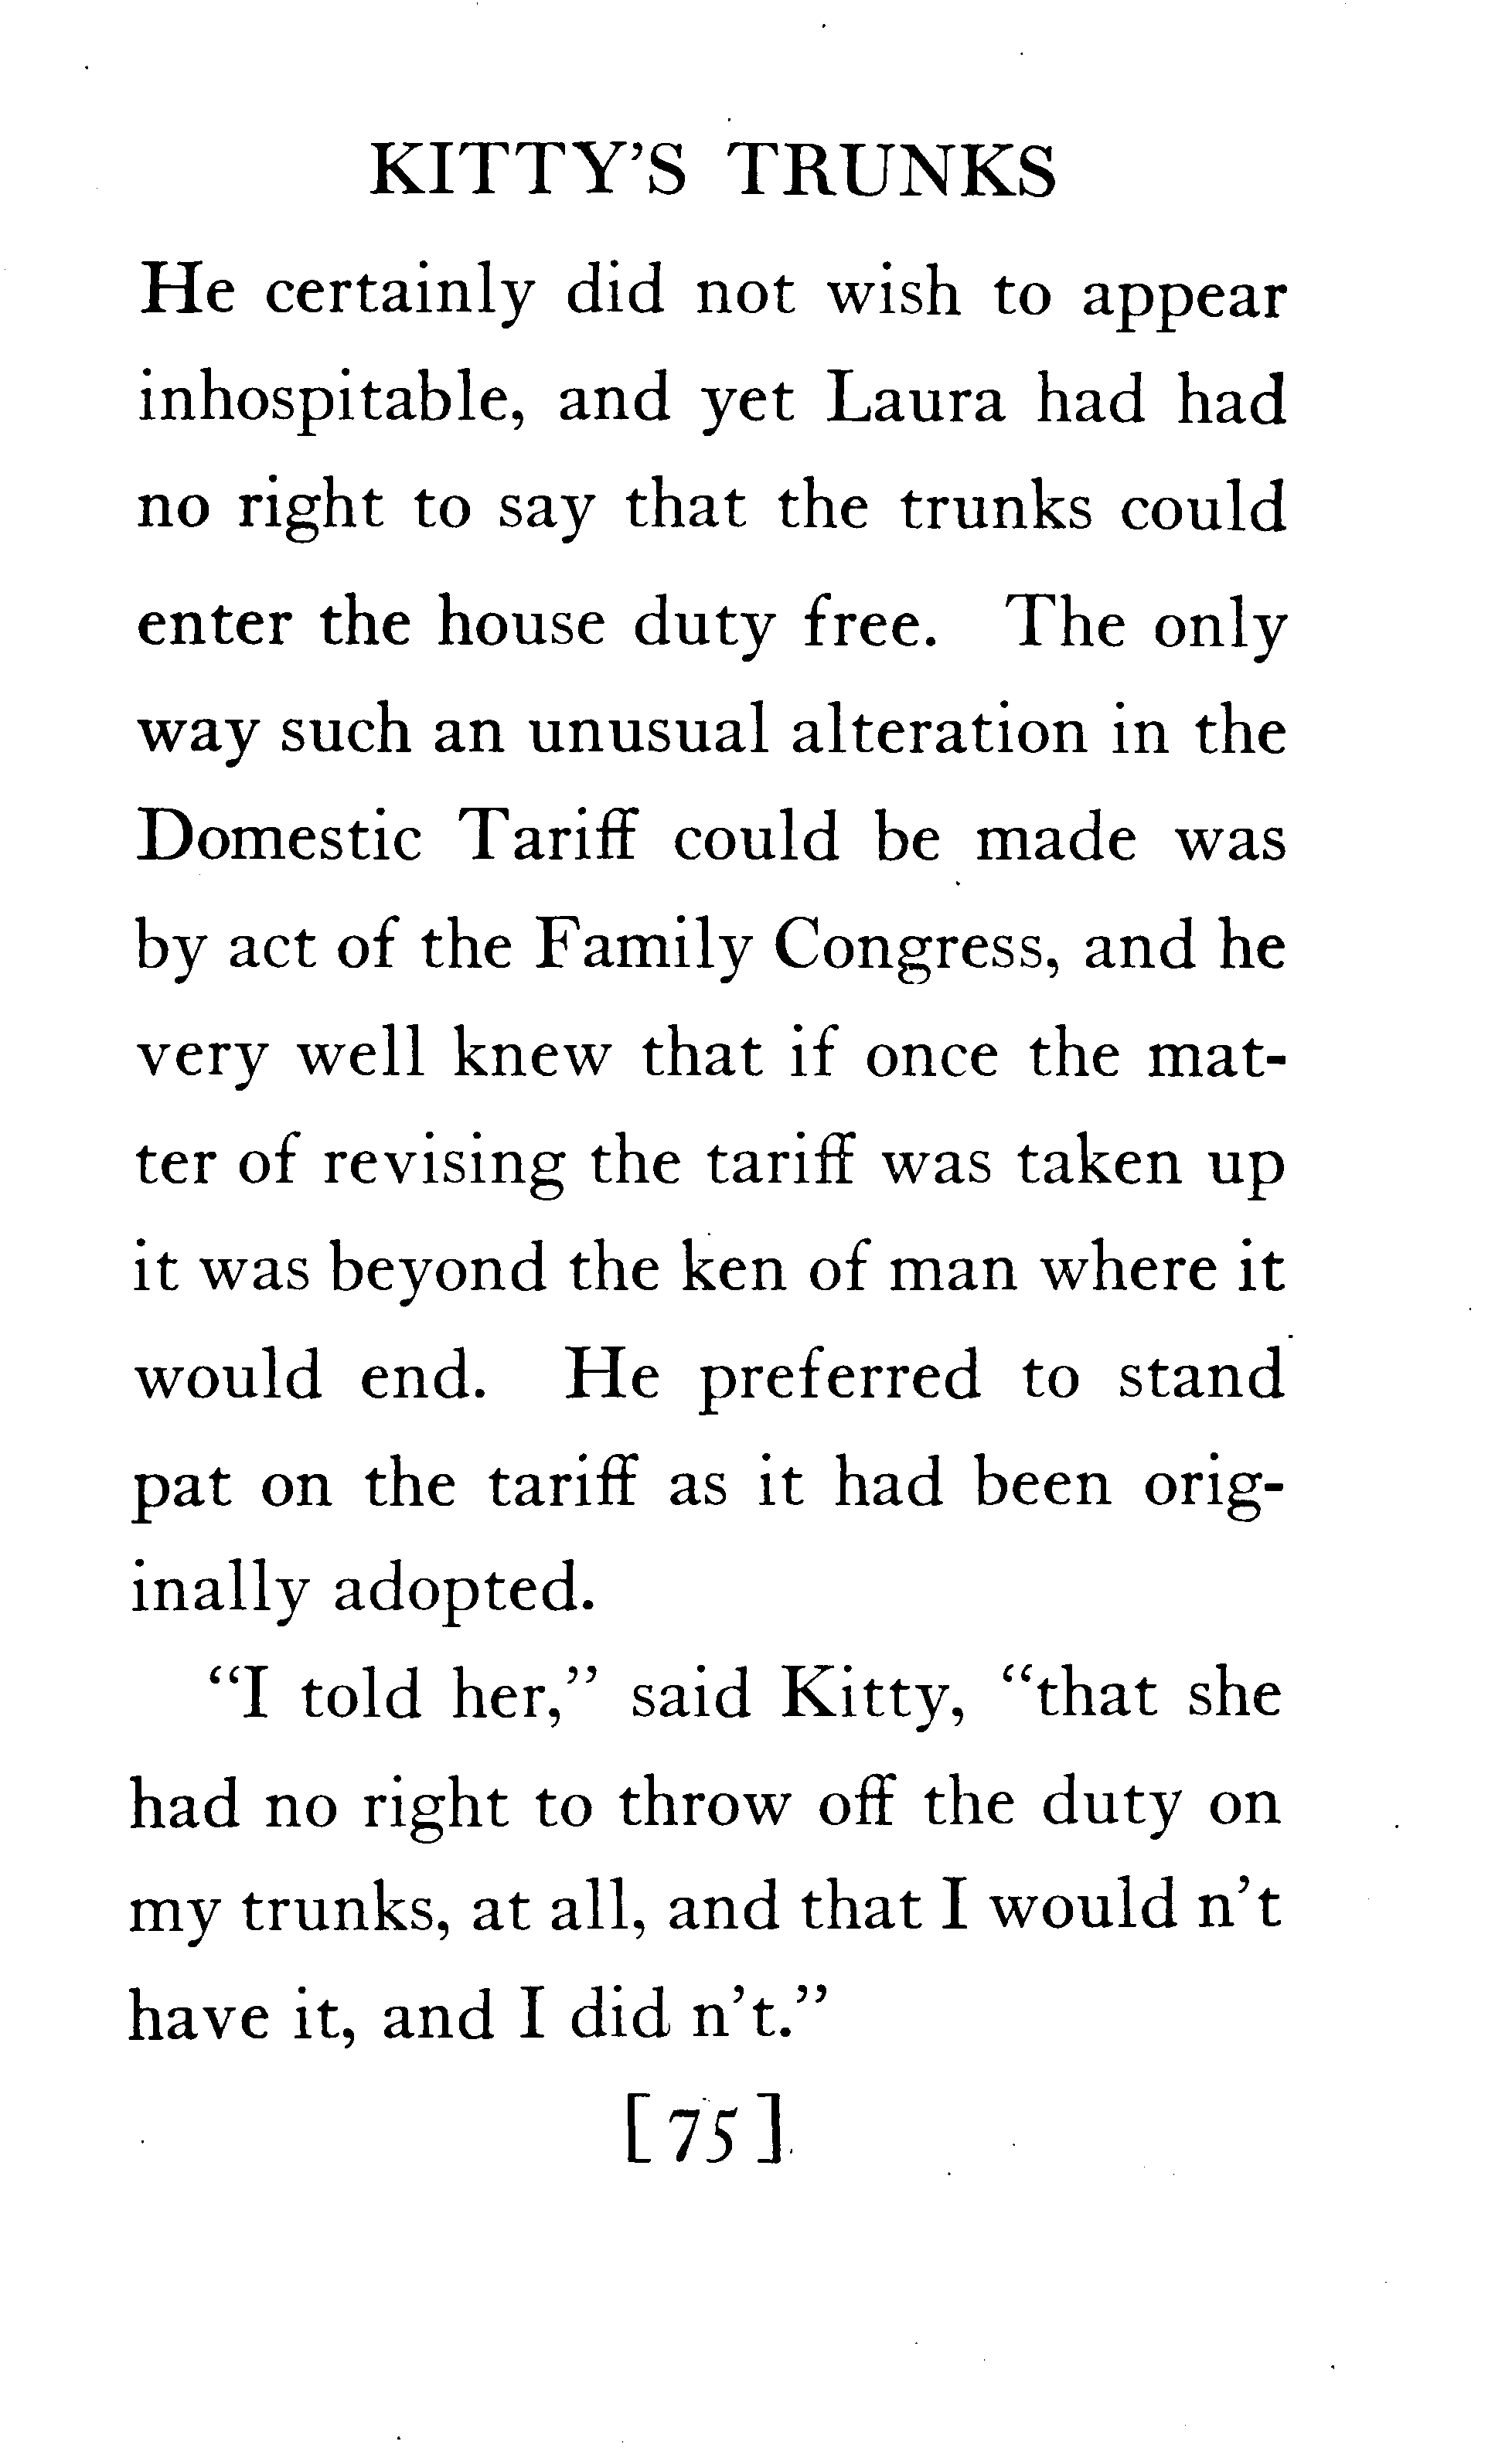 KITTY'S TRUNKS
He certainly did not wish to appear
inhospitable, and yet Laura had had
no right to say that the trunks could
enter the house duty free. The only
way such an unusual alteration in the
Domestic Tariff could be made was
by act of the Family Congress, and he
very well knew that if once the mat-
ter of revising the tariff was taken up
it was beyond the ken of man where it
would end. He preferred to stand
pat on the tariff as it had been orig-
inally adopted.
"I told her," said Kitty, "that she
had no right to throw off the duty on
my trunks, at all, and that I would n't
have it, and I did n't."
[75]